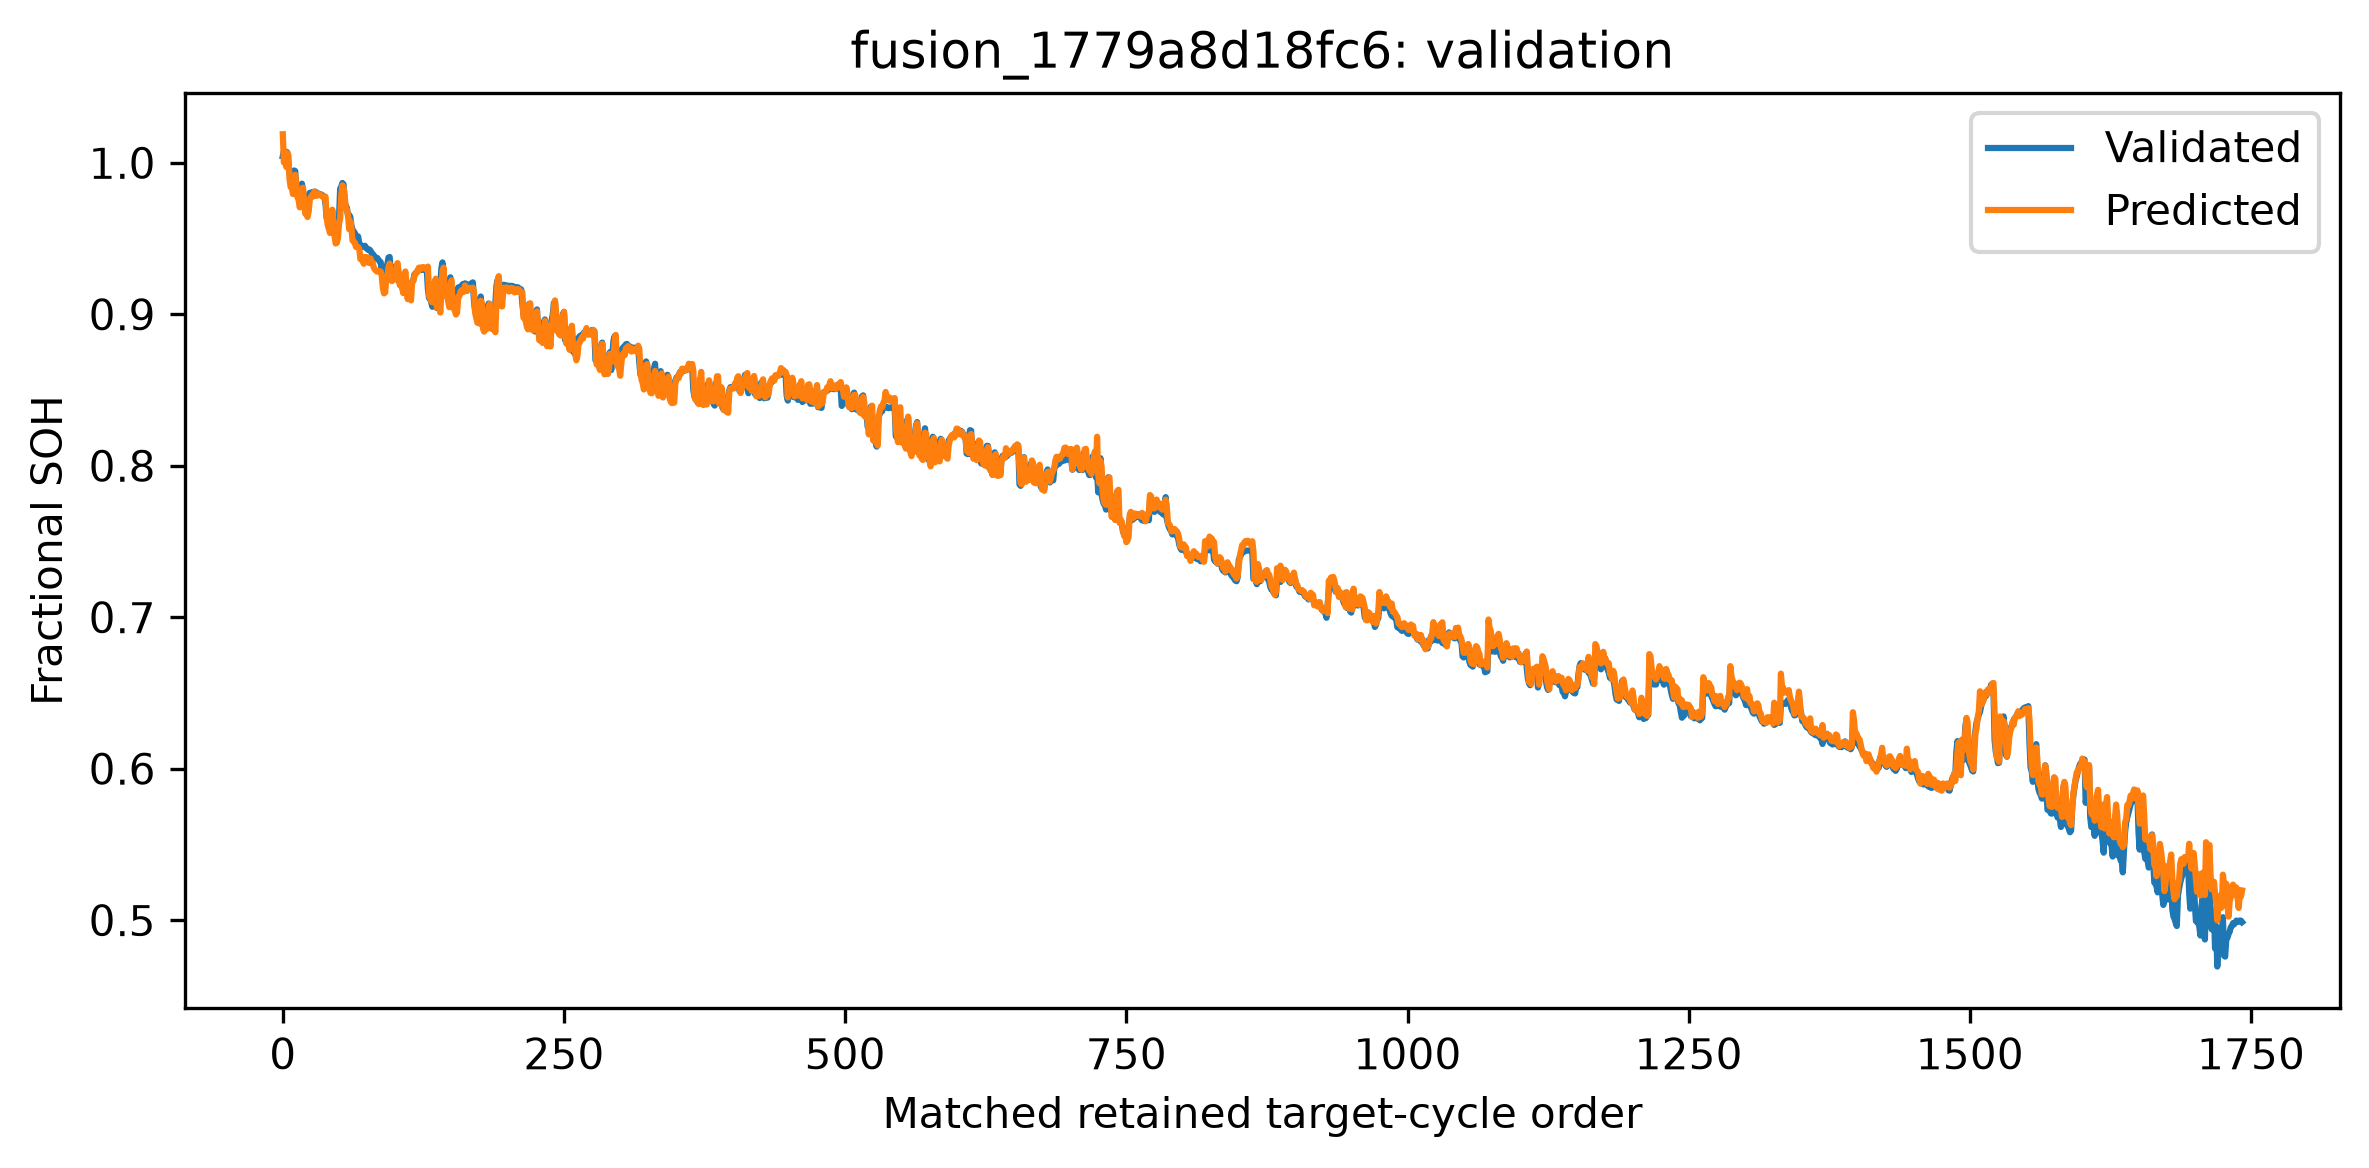 fusion_1779a8d18fc6: validation
Validated
Predicted
Fractional SOH
1.0
0.9
0.8
0.7
0.6
0.5
0 250 500 750 1000 1250 1500 1750
Matched retained target-cycle order